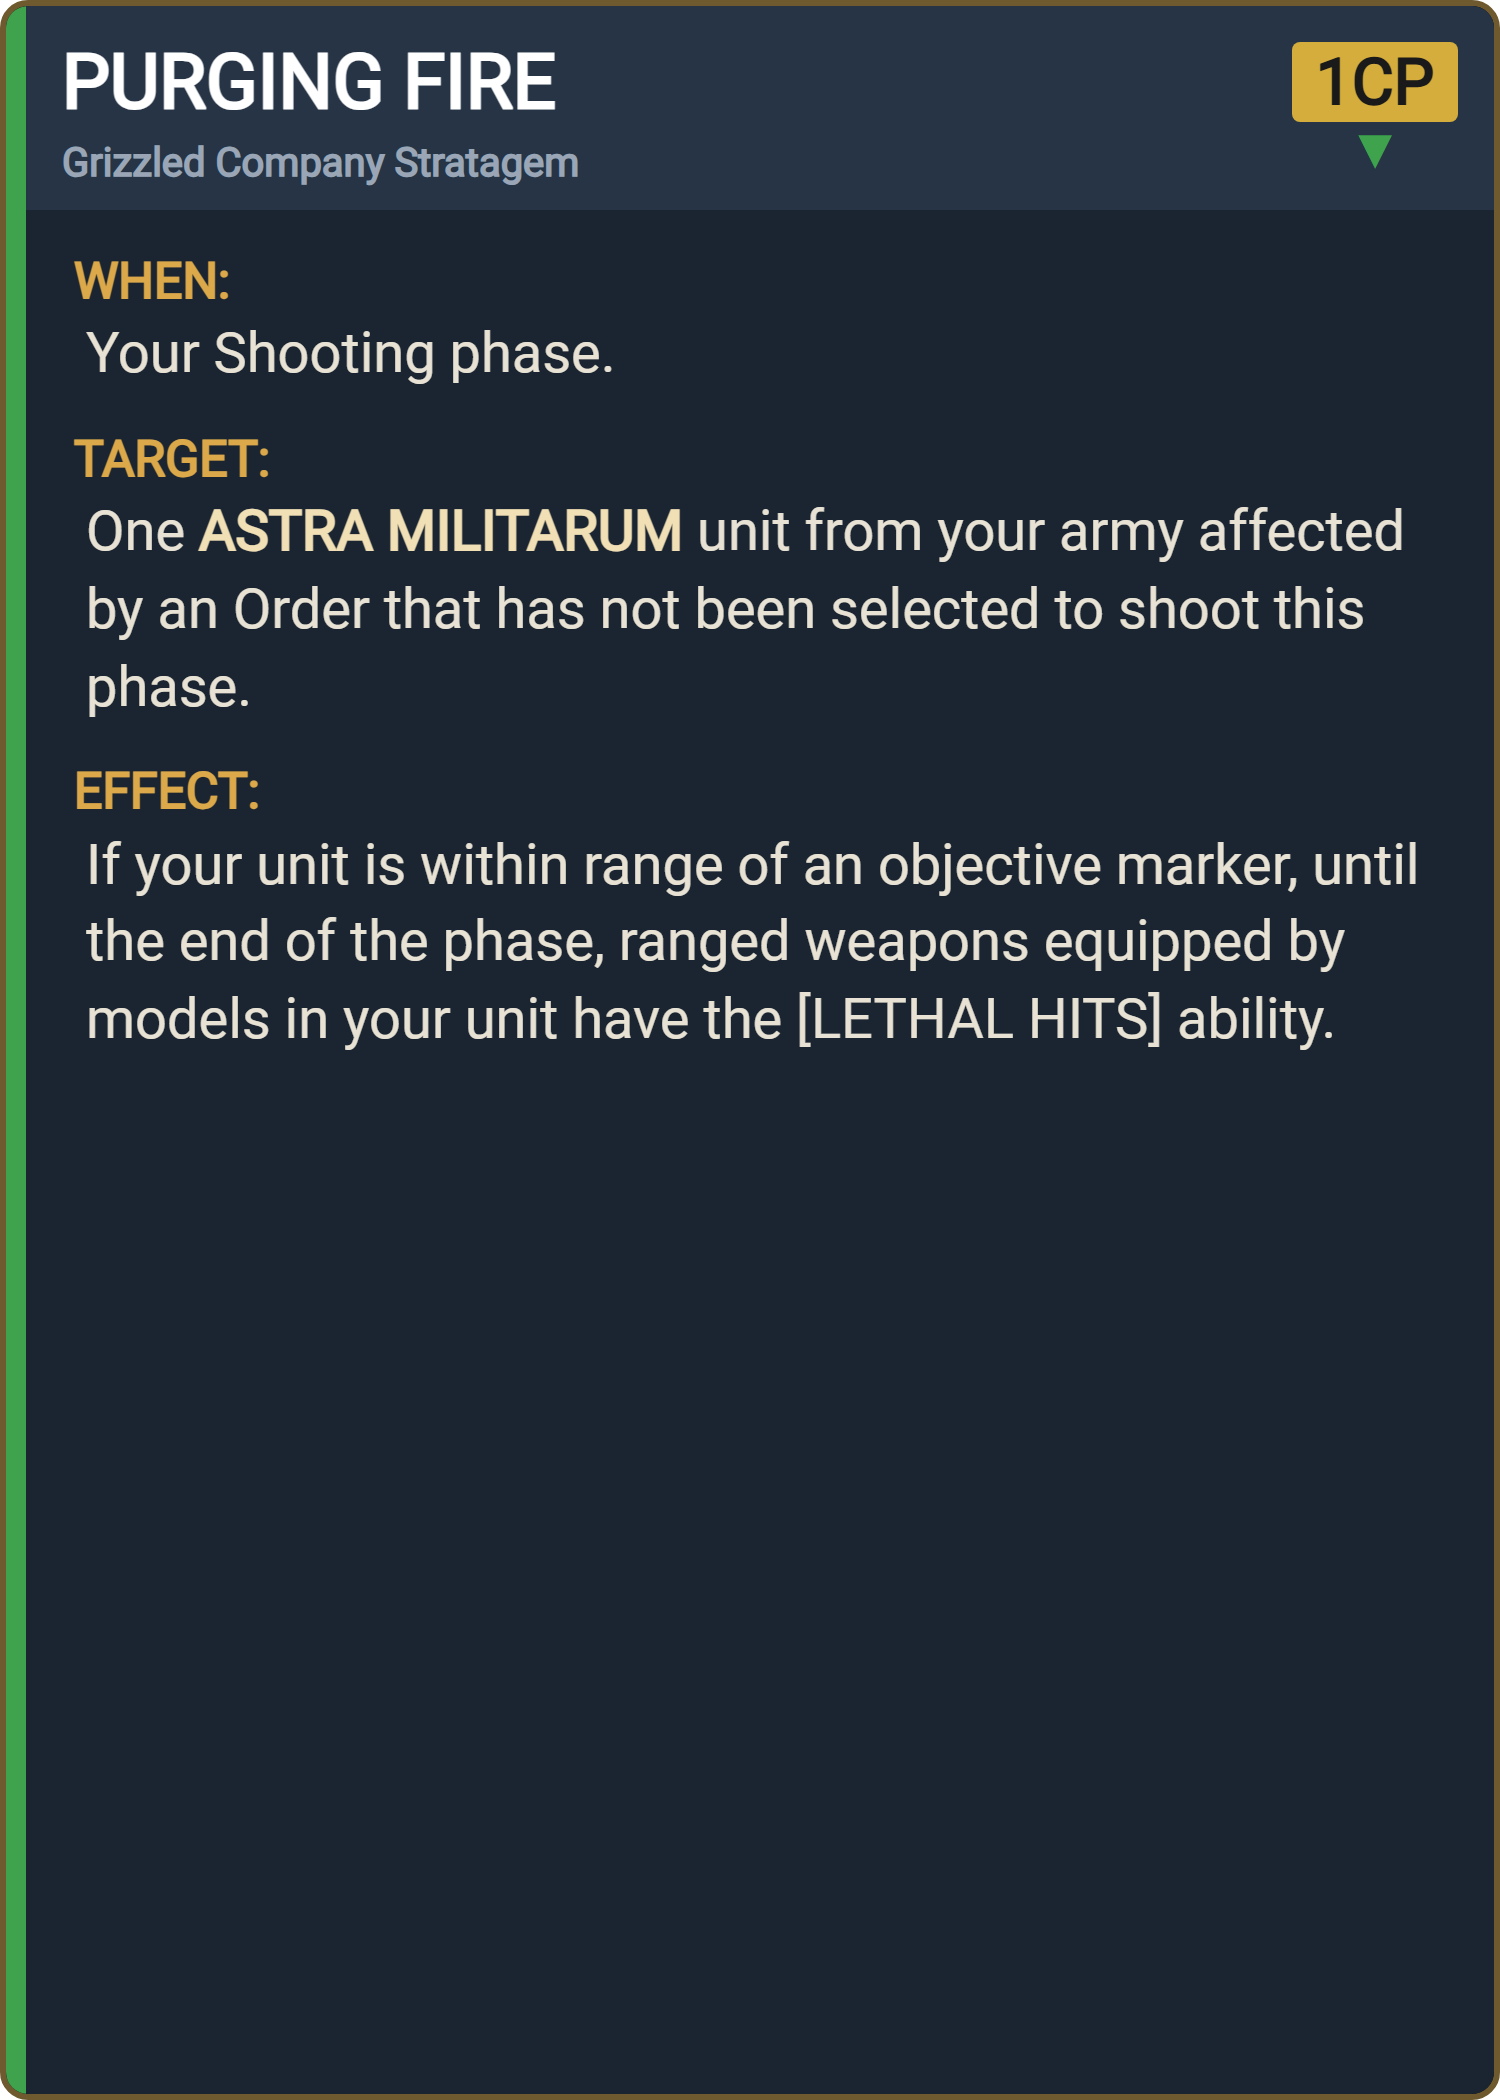 PURGING FIRE
1CP
Grizzled Company Stratagem
WHEN:
Your Shooting phase.
TARGET:
One ASTRA MILITARUM unit from your army affected
by an Order that has not been selected to shoot this
phase.
EFFECT:
If your unit is within range of an objective marker, until
the end of the phase, ranged weapons equipped by
models in your unit have the [LETHAL HITS] ability.